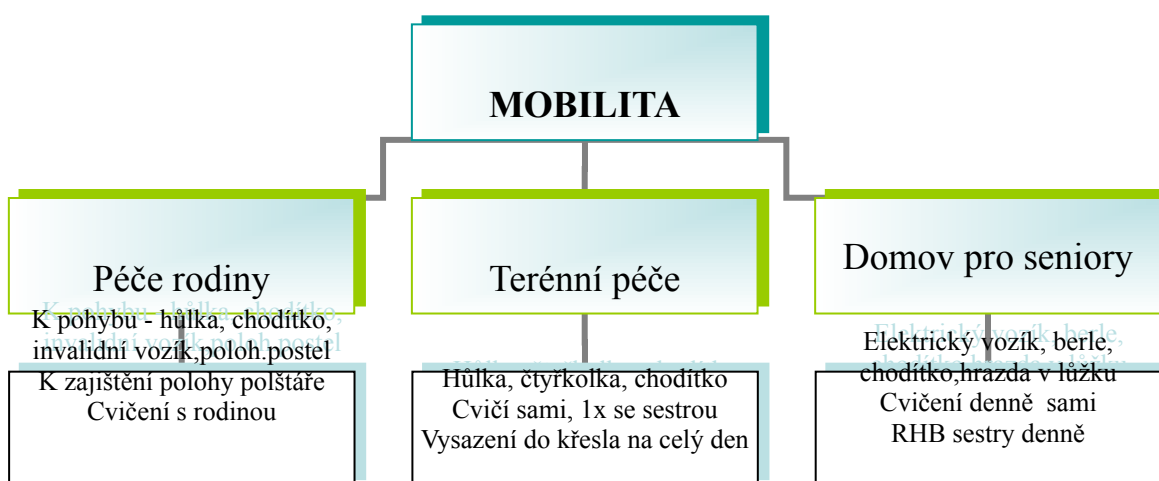 MOBILITA
Péče rodiny
K pohybu - hůlka, chodítko,
invalidní vozík,poloh.postel
K zajištění polohy polštáře
Cvičení s rodinou
Terénní péče
Hůlka, čtyřkolka, chodítko
Cvičí sami, 1x se sestrou
Vysazení do křesla na celý den
Domov pro seniory
Elektrický vozík, berle,
chodítko,hrazda v lůžku
Cvičení denně  sami
RHB sestry denně